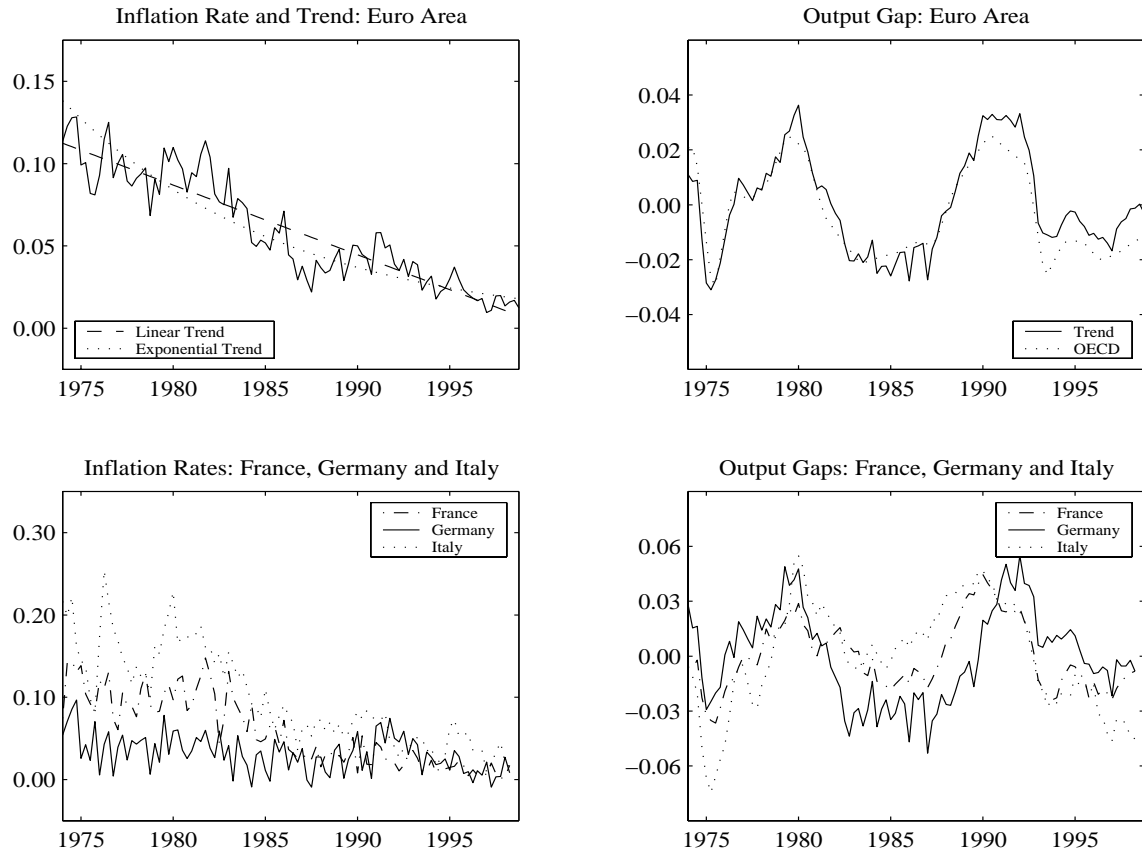 Inflation Rate and Trend: Euro Area
0.15
0.10
0.05
0.00
Linear Trend
Exponential Trend
1975 1980 1985 1990 1995
Output Gap: Euro Area
0.04
0.02
0.00
−0.02
−0.04
Trend
OECD
1975 1980 1985 1990 1995
Inflation Rates: France, Germany and Italy
0.30
0.20
0.10
0.00
France
Germany
Italy
1975 1980 1985 1990 1995
Output Gaps: France, Germany and Italy
0.06
0.03
0.00
−0.03
−0.06
France
Germany
Italy
1975 1980 1985 1990 1995